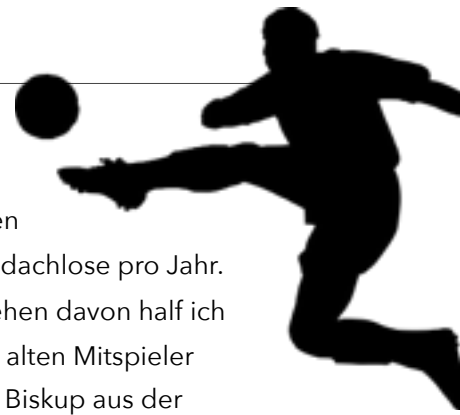 en
dachlose pro Jahr.
ehen davon half ich
alten Mitspieler
Biskup aus der